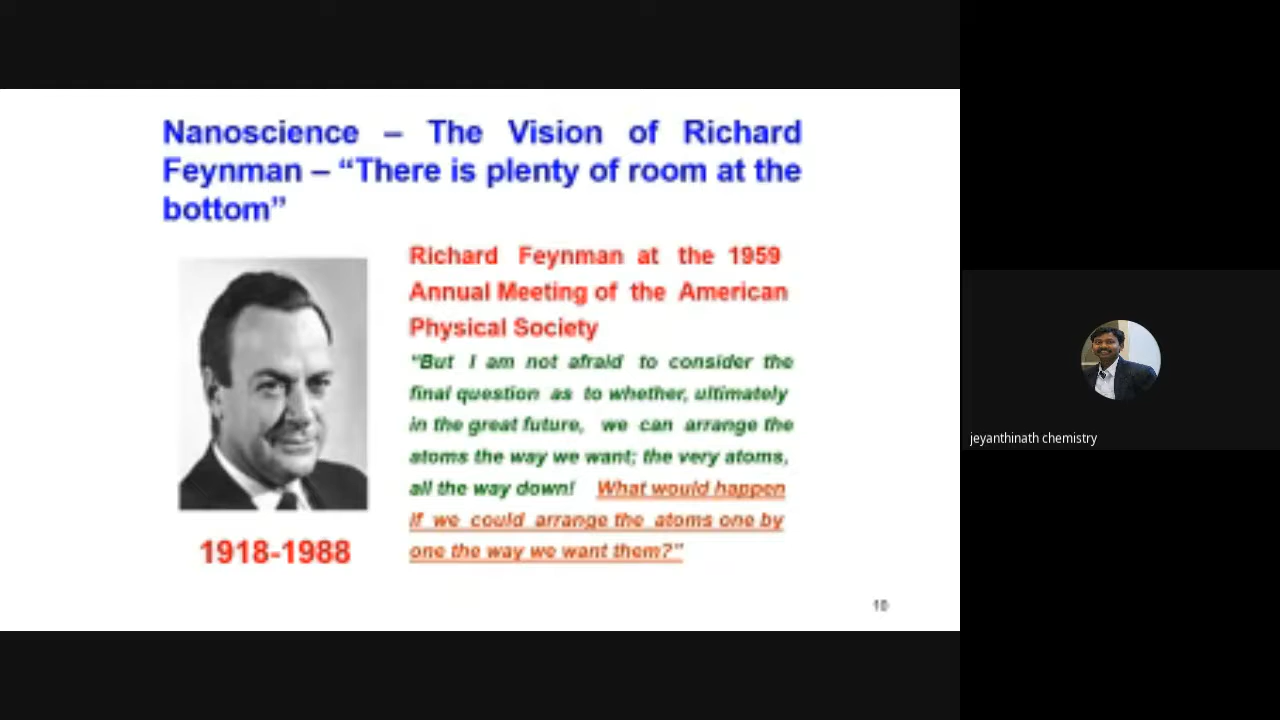 Nanoscience – The Vision of Richard
Feynman – “There is plenty of room at the
bottom”
Richard Feynman at the 1959
Annual Meeting of the American
Physical Society
“But I am not afraid to consider the
final question as to whether, ultimately
in the great future, we can arrange the
atoms the way we want; the very atoms,
all the way down! What would happen
if we could arrange the atoms one by
one the way we want them?”
1918-1988
10
jeyanthinath chemistry